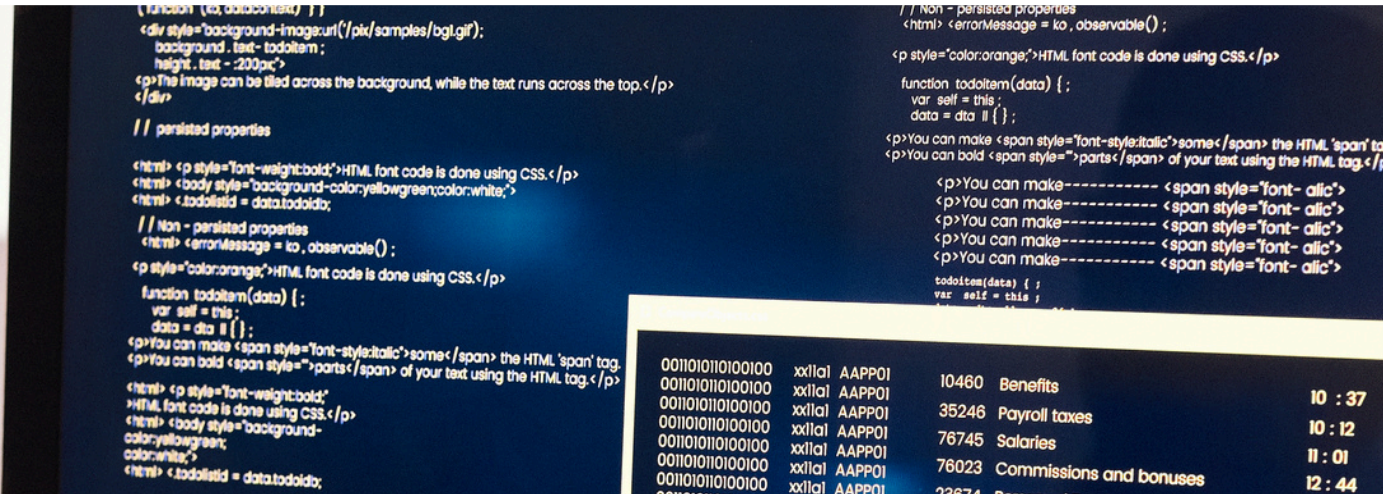 ( function (ko, datacontext) } }
<div style="background-image:url('/pix/samples/bg1.gif');
background . text- todoitem ;
height . text - :200px;">
<p>The image can be tiled across the background, while the text runs across the top.</p>
</div>
// persisted properties
<html> <p style="font-weight:bold;">HTML font code is done using CSS.</p>
<html> <body style="background-color:yellowgreen;color:white;">
<html> <.todolistid = data.todoidb;
// Non - persisted properties
<html> <errorMessage = ko , observable() ;
<p style="color:orange;">HTML font code is done using CSS.</p>
function todoitem(data) { ;
var self = this ;
data = dta || { } ;
<p>You can make <span style="font-style:italic">some</span> the HTML 'span' tag.
<p>You can bold <span style="">parts</span> of your text using the HTML tag.</p>
<html> <p style="font-weight:bold;"
>HTML font code is done using CSS.</p>
<html> <body style="background-
color:yellowgreen;
color:white;">
<html> <.todolistid = data.todoidb;
// Non - persisted properties
<html> <errorMessage = ko , observable() ;
<p style="color:orange;">HTML font code is done using CSS.</p>
function todoitem(data) { ;
var self = this ;
data = dta || { } ;
<p>You can make <span style="font-style:italic">some</span> the HTML 'span'
<p>You can bold <span style="">parts</span> of your text using the HTML tag.</
<p>You can make------------ <span style="font- alic">
<p>You can make------------ <span style="font- alic">
<p>You can make------------ <span style="font- alic">
<p>You can make------------ <span style="font- alic">
<p>You can make------------ <span style="font- alic">
todoitem(data) { ;
var self = this ;
0011010110100100 xx11a1 AAPP01
0011010110100100 xx11a1 AAPP01
0011010110100100 xx11a1 AAPP01
0011010110100100 xx11a1 AAPP01
0011010110100100 xx11a1 AAPP01
0011010110100100 xx11a1 AAPP01
0011010110100100 xx11a1 AAPP01
10460 Benefits 10 : 37
35246 Payroll taxes 10 : 12
76745 Salaries 11 : 01
76023 Commissions and bonuses 12 : 44